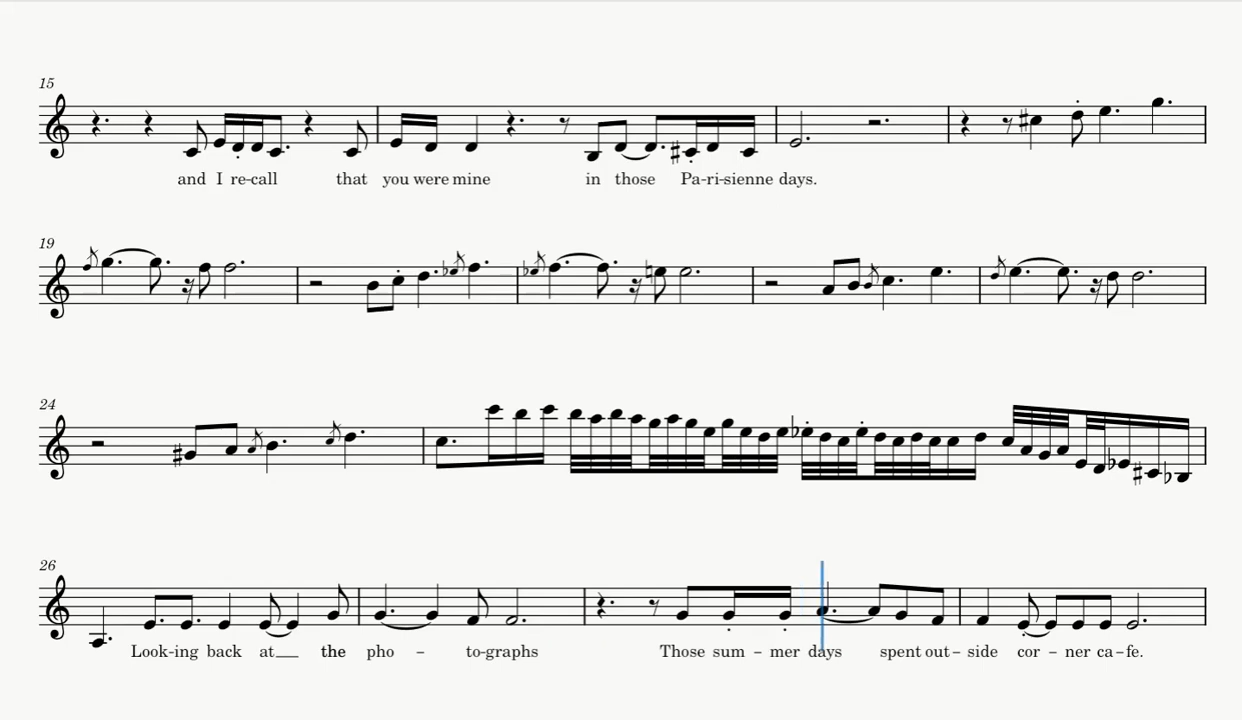 15
and I re-call that you were mine in those Pa-ri-sienne days.
19
24
26
Look-ing back at__ the pho - to-graphs Those sum - mer days spent out- side cor - ner ca-fe.